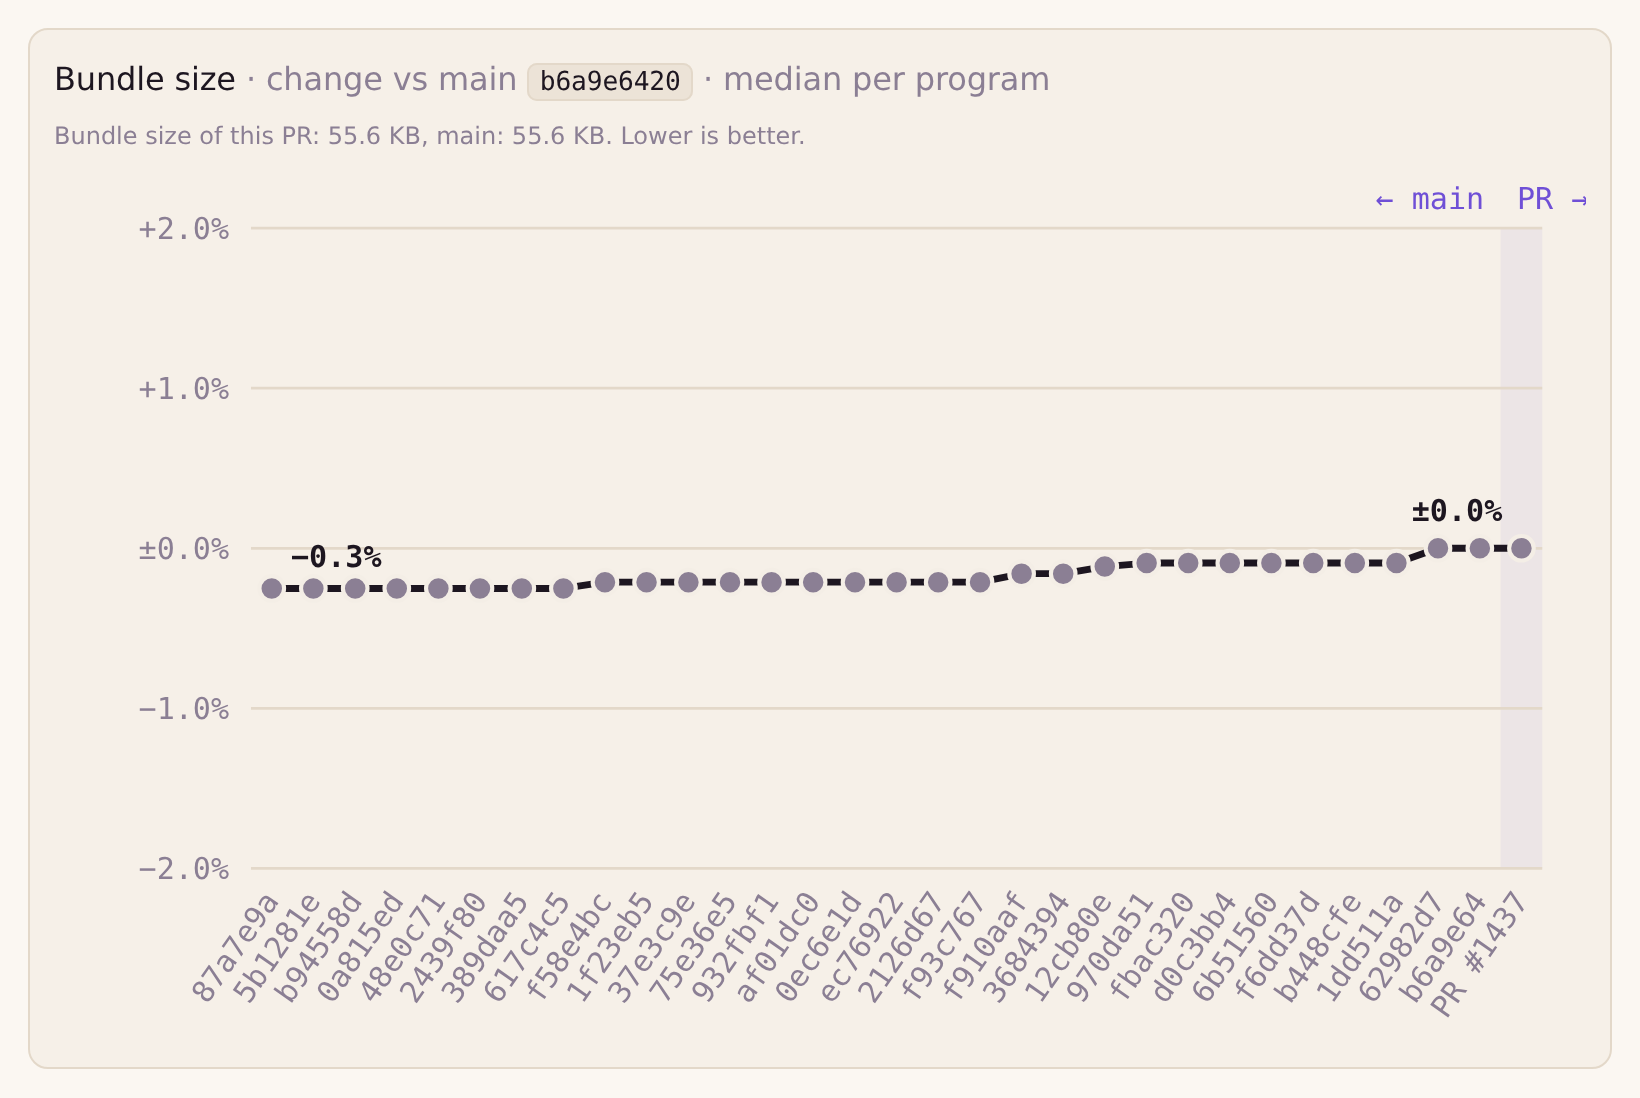 Bundle size · change vs main b6a9e6420 · median per program
Bundle size of this PR: 55.6 KB, main: 55.6 KB. Lower is better.
← main PR →
+2.0%
+1.0%
±0.0%
−1.0%
−2.0%
−0.3%
±0.0%
87a7e9a
5b1281e
b94558d
0a815ed
48e0c71
2439f80
389daa5
617c4c5
f58e4bc
1f23eb5
37e3c9e
75e36e5
932fbf1
af01dc0
0ec6e1d
ec76922
2126d67
f93c767
f910aaf
3684394
12cb80e
970da51
fbac320
d0c3bb4
6b51560
f6dd37d
b448cfe
1dd511a
62982d7
b6a9e64
PR #1437